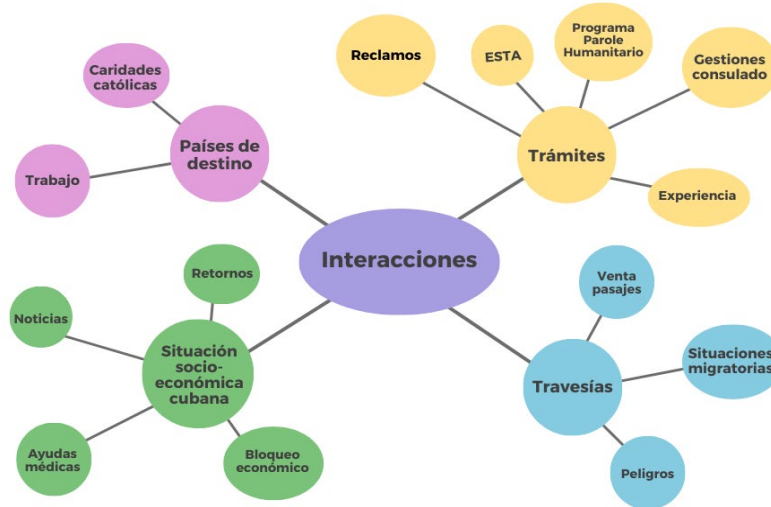 Caridades
católicas
Países de
destino
Trabajo
Reclamos
ESTA
Programa
Parole
Humanitario
Gestiones
consulado
Trámites
Experiencia
Interacciones
Retornos
Noticias
Situación
socio-
económica
cubana
Ayudas
médicas
Bloqueo
económico
Venta
pasajes
Situaciones
migratorias
Travesías
Peligros